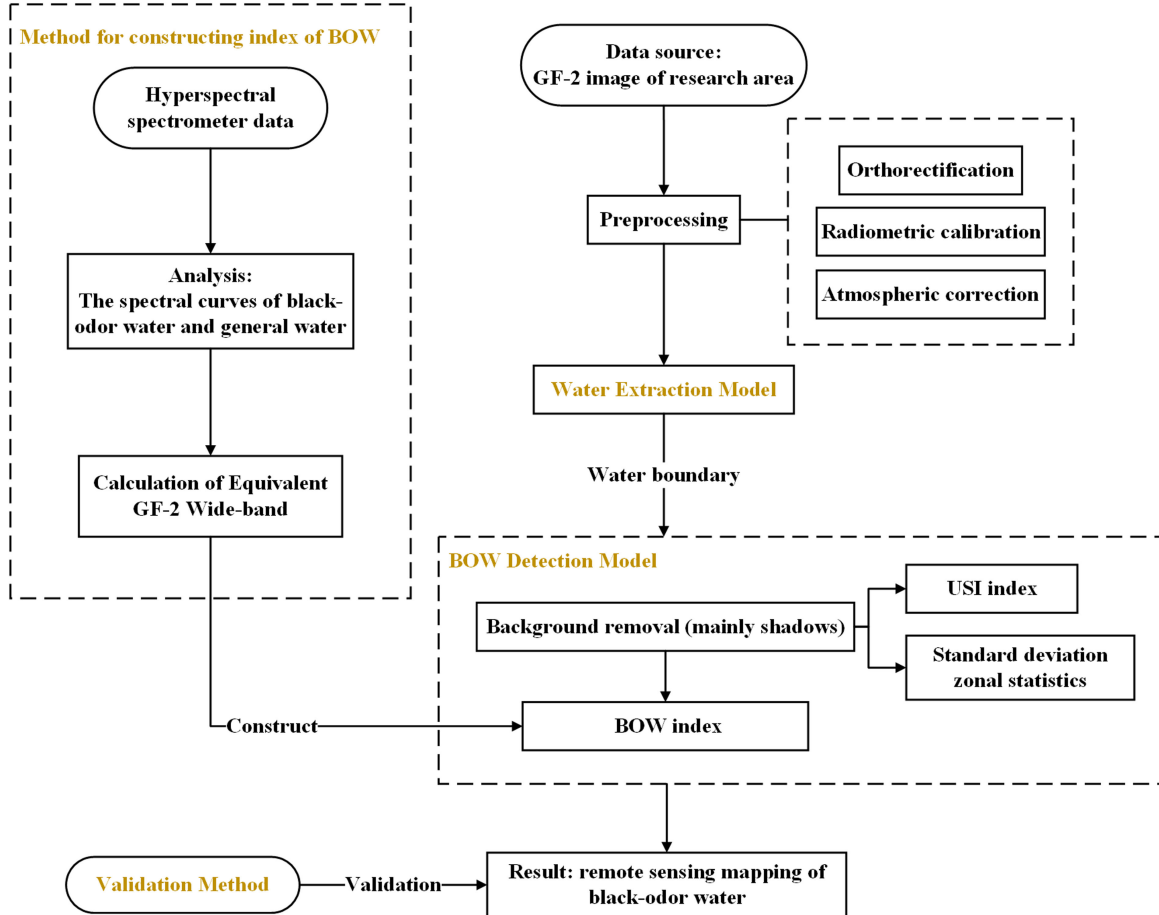 Method for constructing index of BOW
Hyperspectral
spectrometer data
Analysis:
The spectral curves of black-
odor water and general water
Calculation of Equivalent
GF-2 Wide-band
Construct
Data source:
GF-2 image of research area
Preprocessing
Orthorectification
Radiometric calibration
Atmospheric correction
Water Extraction Model
Water boundary
BOW Detection Model
Background removal (mainly shadows)
USI index
Standard deviation
zonal statistics
BOW index
Validation Method
Validation
Result: remote sensing mapping of
black-odor water